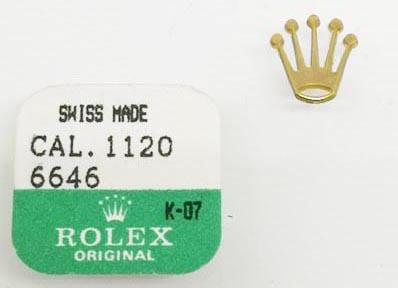 SWISS MADE
CAL. 1120
6646
K-07
ROLEX
ORIGINAL